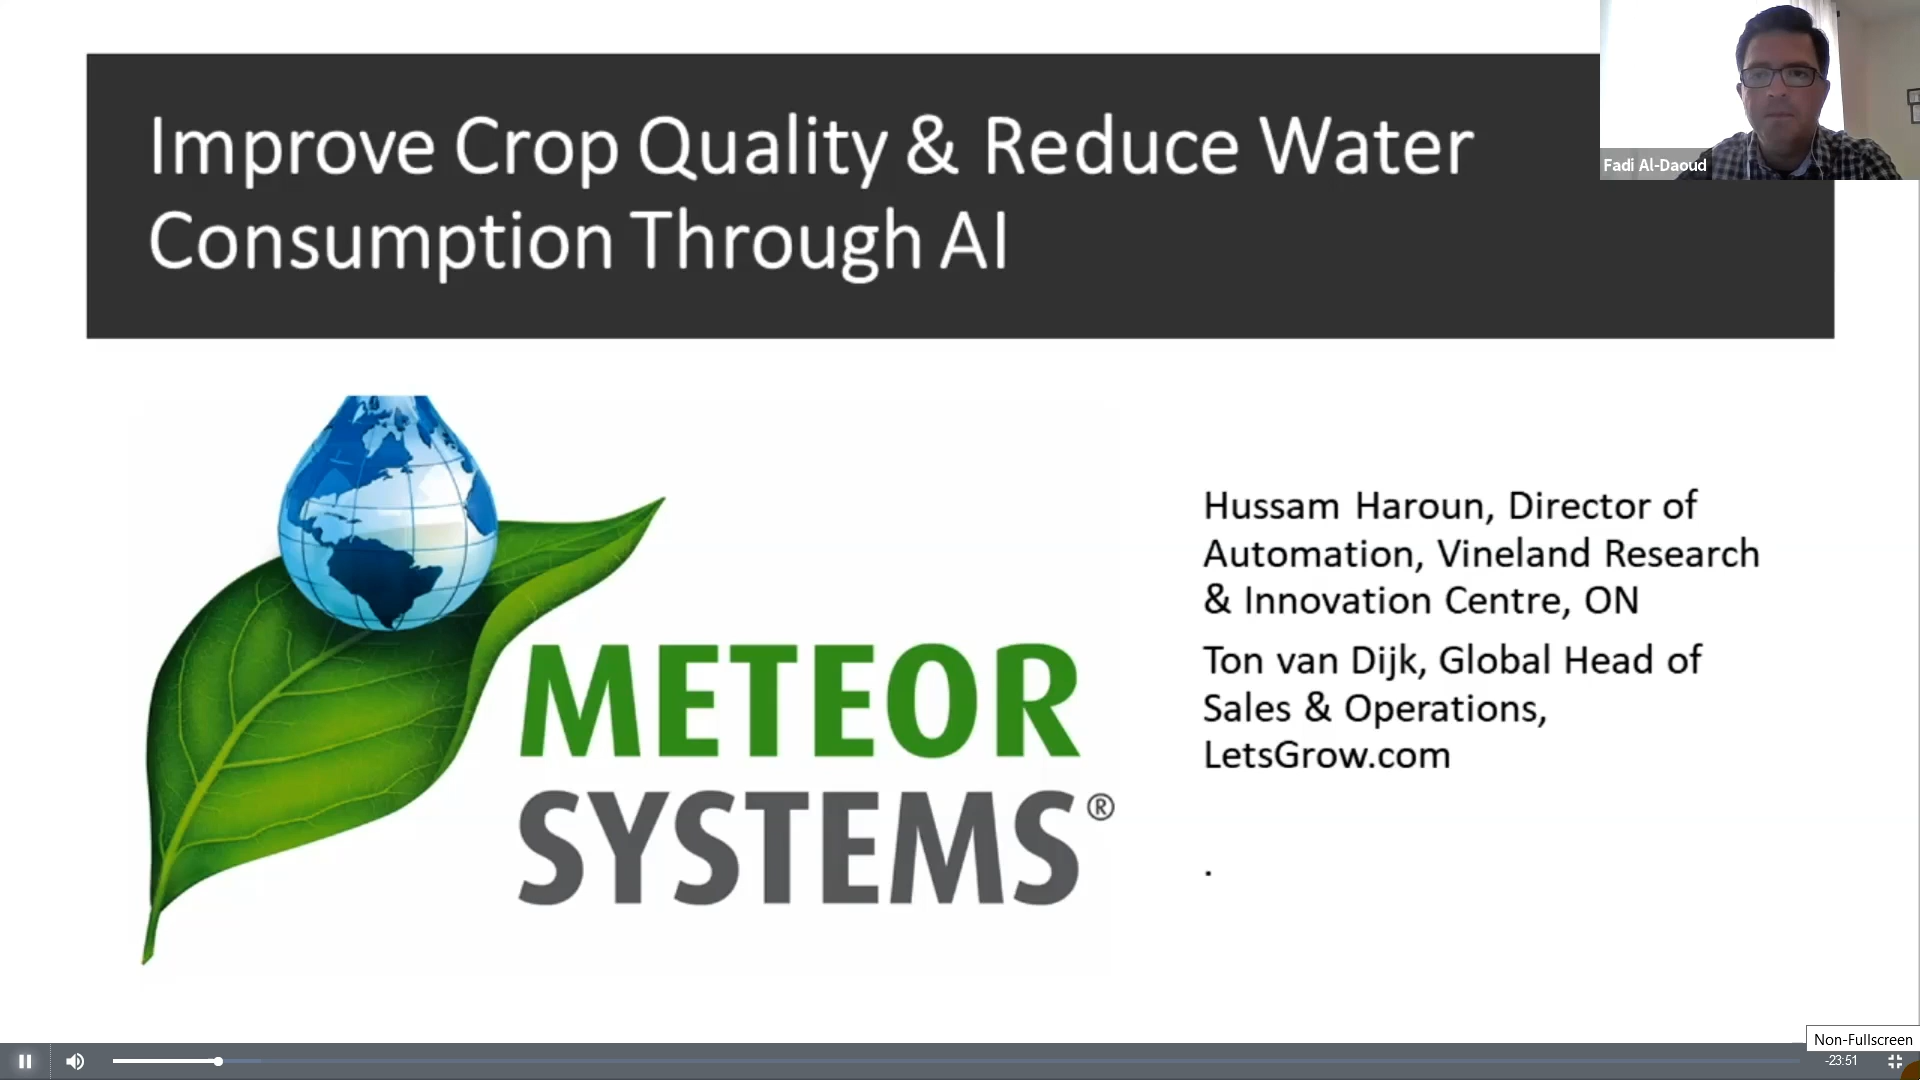 Improve Crop Quality & Reduce Water
Consumption Through AI
Fadi Al-Daoud
METEOR
SYSTEMS®
Hussam Haroun, Director of
Automation, Vineland Research
& Innovation Centre, ON
Ton van Dijk, Global Head of
Sales & Operations,
LetsGrow.com
.
Non-Fullscreen
-23:51